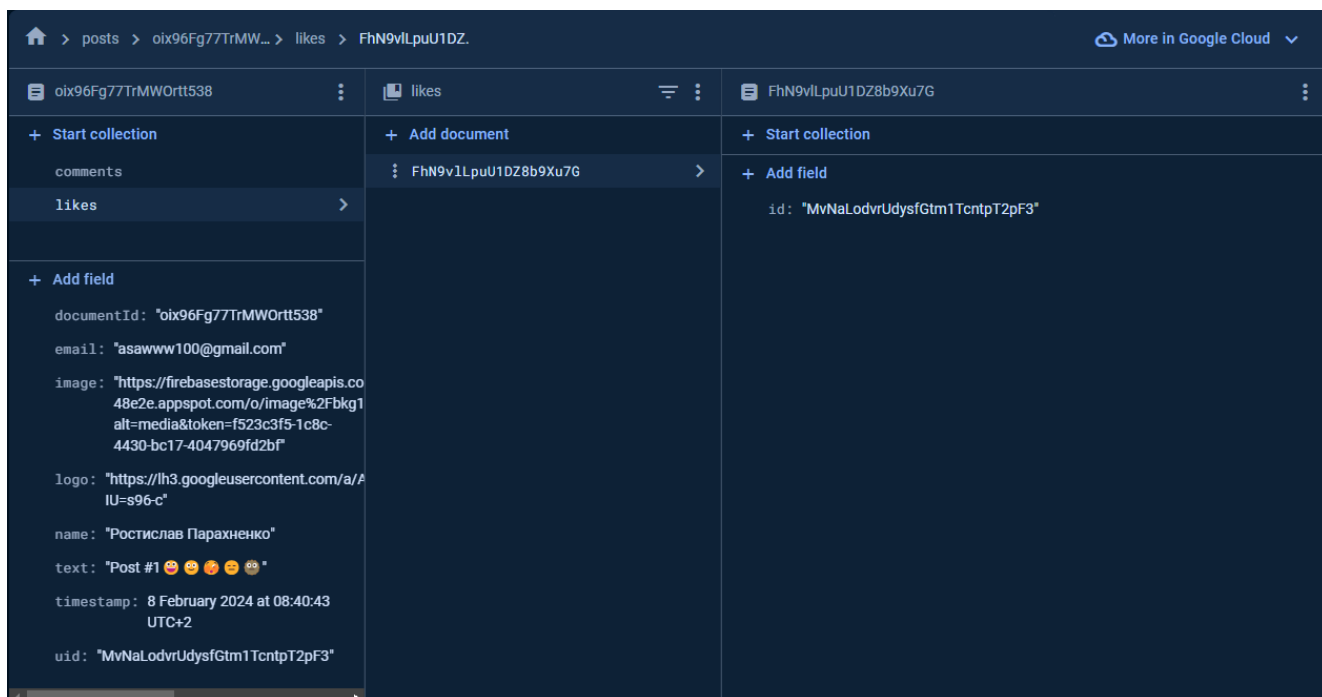 posts > oix96Fg77TrMW... > likes > FhN9vlLpuU1DZ.
More in Google Cloud
oix96Fg77TrMWOrtt538
likes
FhN9vlLpuU1DZ8b9Xu7G
+ Start collection
+ Add document
+ Start collection
comments
FhN9vlLpuU1DZ8b9Xu7G
+ Add field
likes
id: "MvNaLodvrUdysfGtm1TcntpT2pF3"
+ Add field
documentId: "oix96Fg77TrMWOrtt538"
email: "asawww100@gmail.com"
image: "https://firebasestorage.googleapis.co
48e2e.appspot.com/o/image%2Fbkg1
alt=media&token=f523c3f5-1c8c-
4430-bc17-4047969fd2bf"
logo: "https://lh3.googleusercontent.com/a/A
IU=s96-c"
name: "Ростислав Парахненко"
text: "Post #1 "
timestamp: 8 February 2024 at 08:40:43
UTC+2
uid: "MvNaLodvrUdysfGtm1TcntpT2pF3"